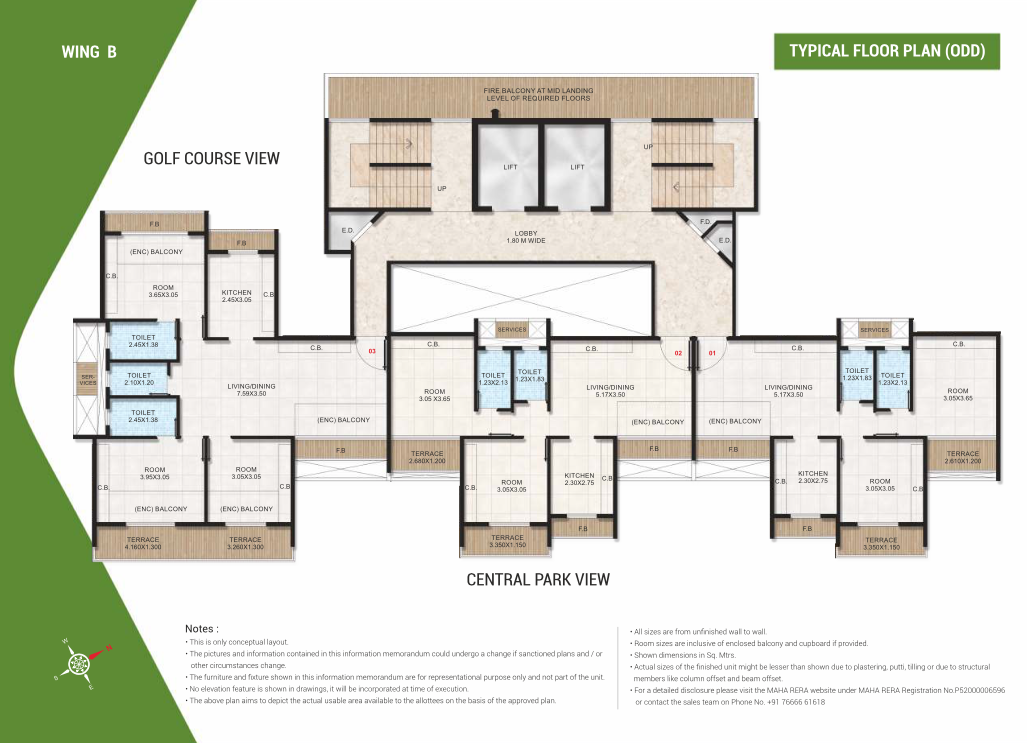 WING B
TYPICAL FLOOR PLAN (ODD)
FIRE BALCONY AT MID LANDING
LEVEL OF REQUIRED FLOORS
GOLF COURSE VIEW
UP
LIFT
LIFT
UP
E.D.
LOBBY
1.80 M WIDE
F.D.
E.D.
F.B
F.B
(ENC) BALCONY
C.B.
ROOM
3.65X3.05
KITCHEN
2.45X3.05
C.B.
TOILET
2.45X1.38
SER-
VICES
TOILET
2.10X1.20
TOILET
2.45X1.38
C.B.
03
LIVING/DINING
7.59X3.50
(ENC) BALCONY
F.B
ROOM
3.95X3.05
C.B.
(ENC) BALCONY
ROOM
3.05X3.05
C.B.
(ENC) BALCONY
TERRACE
4.160X1.300
TERRACE
3.260X1.300
C.B.
ROOM
3.05 X3.65
TERRACE
2.680X1.200
SERVICES
TOILET
1.23X2.13
TOILET
1.23X1.83
C.B.
02
LIVING/DINING
5.17X3.50
(ENC) BALCONY
F.B
C.B.
ROOM
3.05X3.05
KITCHEN
2.30X2.75
C.B.
TERRACE
3.350X1.150
F.B
01
C.B.
LIVING/DINING
5.17X3.50
(ENC) BALCONY
F.B
SERVICES
TOILET
1.23X1.83
TOILET
1.23X2.13
C.B.
ROOM
3.05X3.65
TERRACE
2.610X1.200
C.B.
KITCHEN
2.30X2.75
ROOM
3.05X3.05
C.B.
F.B
TERRACE
3.350X1.150
CENTRAL PARK VIEW
W
N
S
E
Notes :
• This is only conceptual layout.
• The pictures and information contained in this information memorandum could undergo a change if sanctioned plans and / or
other circumstances change.
• The furniture and fixture shown in this information memorandum are for representational purpose only and not part of the unit.
• No elevation feature is shown in drawings, it will be incorporated at time of execution.
• The above plan aims to depict the actual usable area available to the allottees on the basis of the approved plan.
• All sizes are from unfinished wall to wall.
• Room sizes are inclusive of enclosed balcony and cupboard if provided.
• Shown dimensions in Sq. Mtrs.
• Actual sizes of the finished unit might be lesser than shown due to plastering, putti, tilling or due to structural
members like column offset and beam offset.
• For a detailed disclosure please visit the MAHA RERA website under MAHA RERA Registration No.P52000006596
or contact the sales team on Phone No. +91 76666 61618